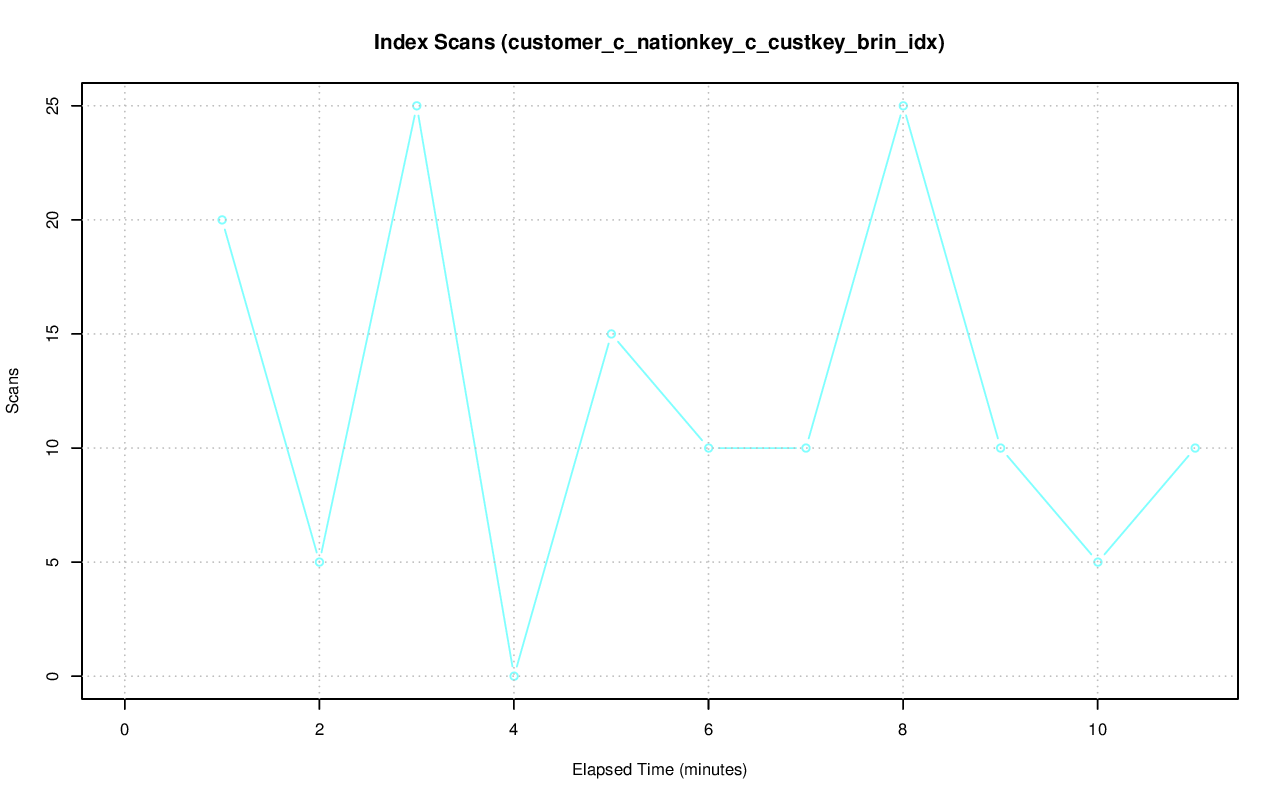 Index Scans (customer_c_nationkey_c_custkey_brin_idx)
Scans
25
20
15
10
5
0
0 2 4 6 8 10
Elapsed Time (minutes)